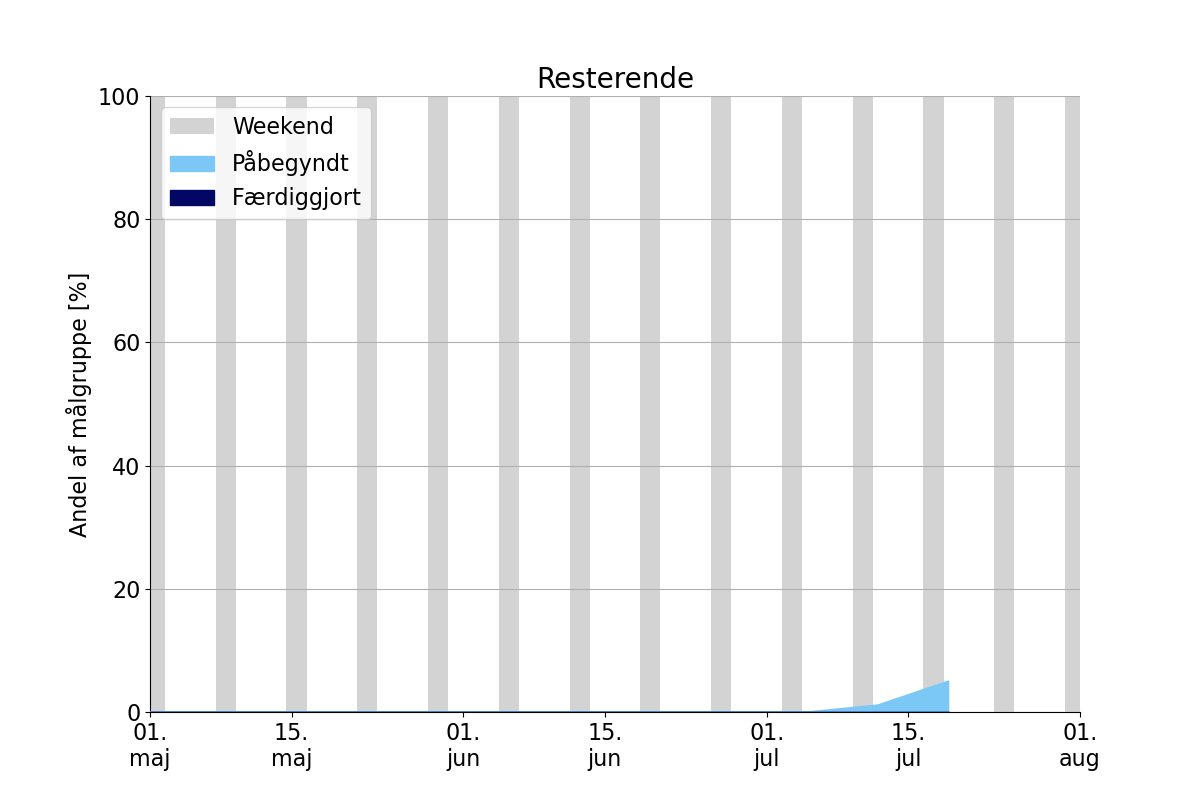 Resterende
100
80
60
40
20
0
Andel af målgruppe [%]
Weekend
Påbegyndt
Færdiggjort
01. 15. 01. 15. 01. 15. 01.
maj maj jun jun jul jul aug